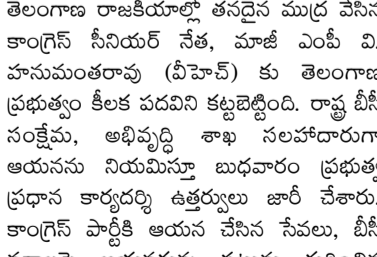 తెలంగాణ రాజకీయాల్లో తనదైన ముద్ర వేసిన
కాంగ్రెస్ సీనియర్ నేత, మాజీ ఎంపీ వి.
హనుమంతరావు (వీహెచ్) కు తెలంగాణ
ప్రభుత్వం కీలక పదవిని కట్టబెట్టింది. రాష్ట్ర బీసీ
సంక్షేమ, అభివృద్ధి శాఖ సలహాదారుగా
ఆయనను నియమిస్తూ బుధవారం ప్రభుత్వ
ప్రధాన కార్యదర్శి ఉత్తర్వులు జారీ చేశారు.
కాంగ్రెస్ పార్టీకి ఆయన చేసిన సేవలు, బీసీ